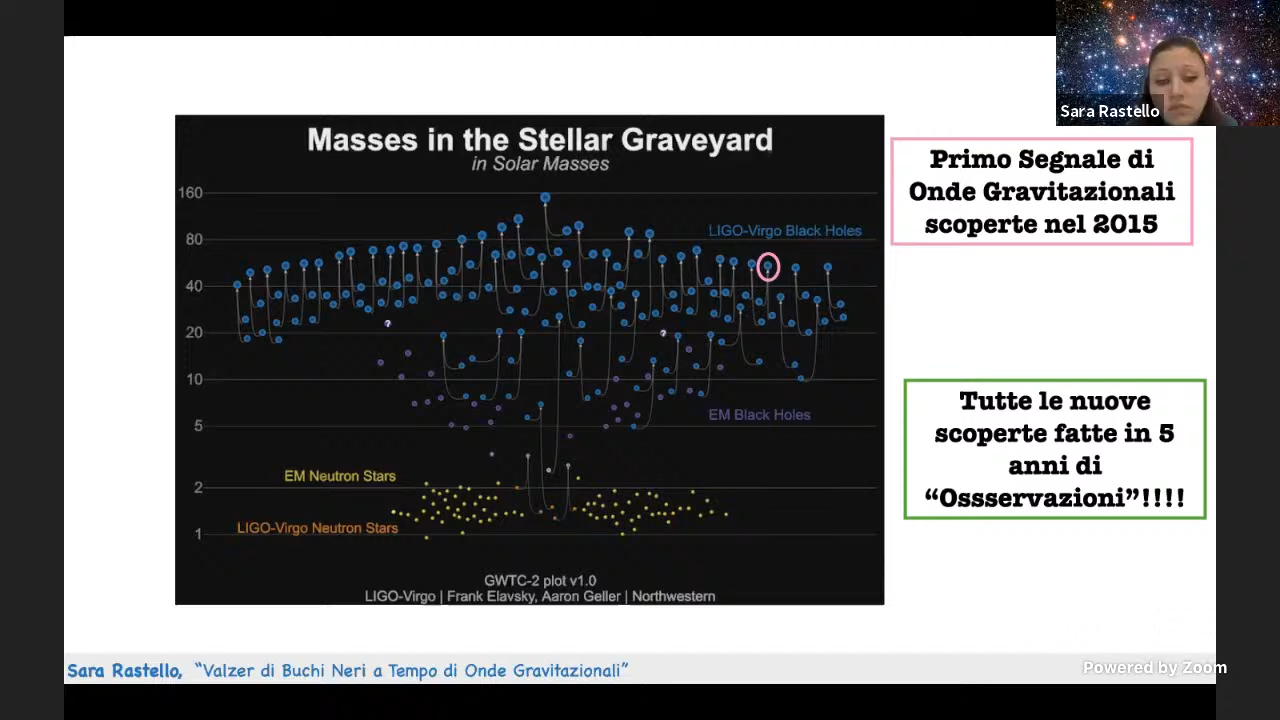 Sara Rastello
Masses in the Stellar Graveyard
in Solar Masses
160
80
40
20
10
5
2
1
LIGO-Virgo Black Holes
EM Black Holes
EM Neutron Stars
LIGO-Virgo Neutron Stars
GWTC-2 plot v1.0
LIGO-Virgo | Frank Elavsky, Aaron Geller | Northwestern
Primo Segnale di
Onde Gravitazionali
scoperte nel 2015
Tutte le nuove
scoperte fatte in 5
anni di
“Ossservazioni”!!!!
Sara Rastello, “Valzer di Buchi Neri a Tempo di Onde Gravitazionali”
Powered by Zoom